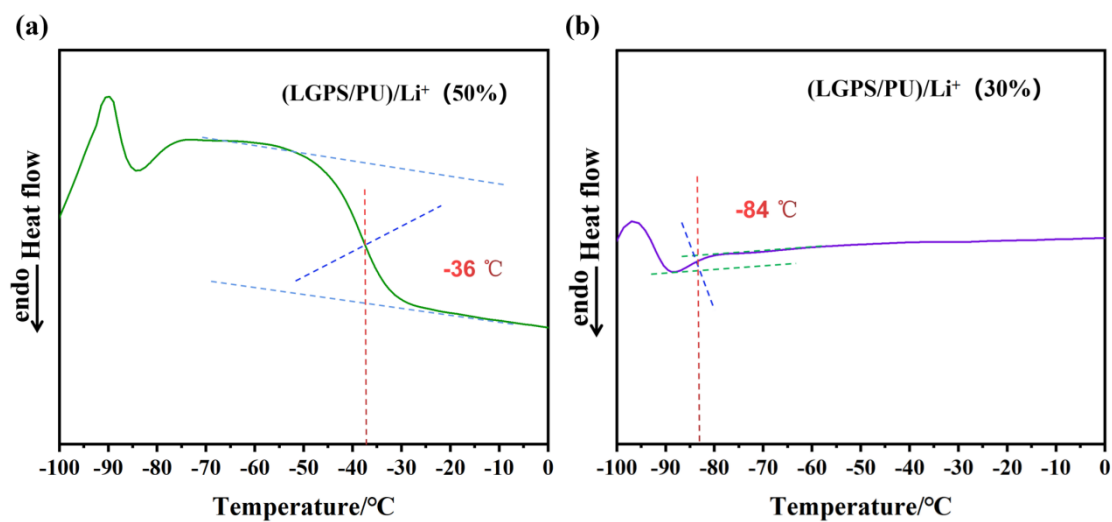 (a)
(LGPS/PU)/Li⁺（50%）
-36 ℃
endo Heat flow
-100 -90 -80 -70 -60 -50 -40 -30 -20 -10 0
Temperature/°C
(b)
(LGPS/PU)/Li⁺（30%）
-84 ℃
endo Heat flow
-100 -90 -80 -70 -60 -50 -40 -30 -20 -10 0
Temperature/°C